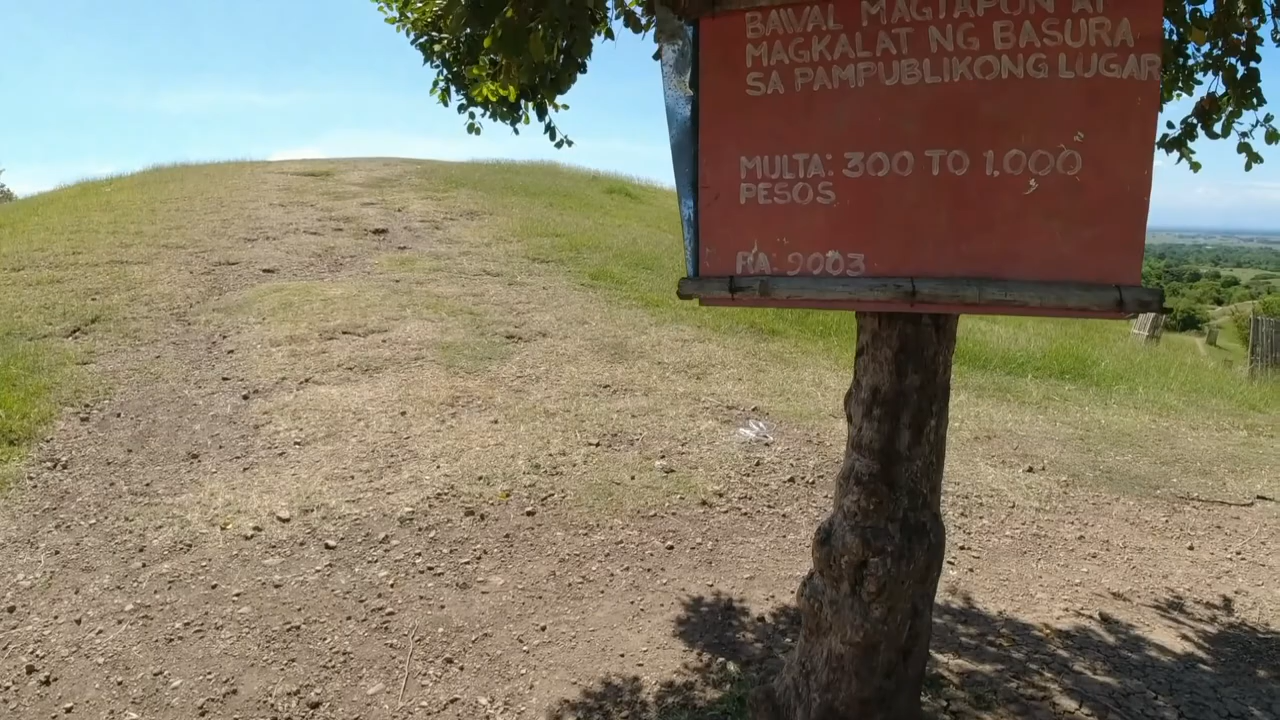 BAWAL MAGTAPON AT
MAGKALAT NG BASURA
SA PAMPUBLIKONG LUGAR
MULTA: 300 TO 1,000
PESOS
RA: 9003